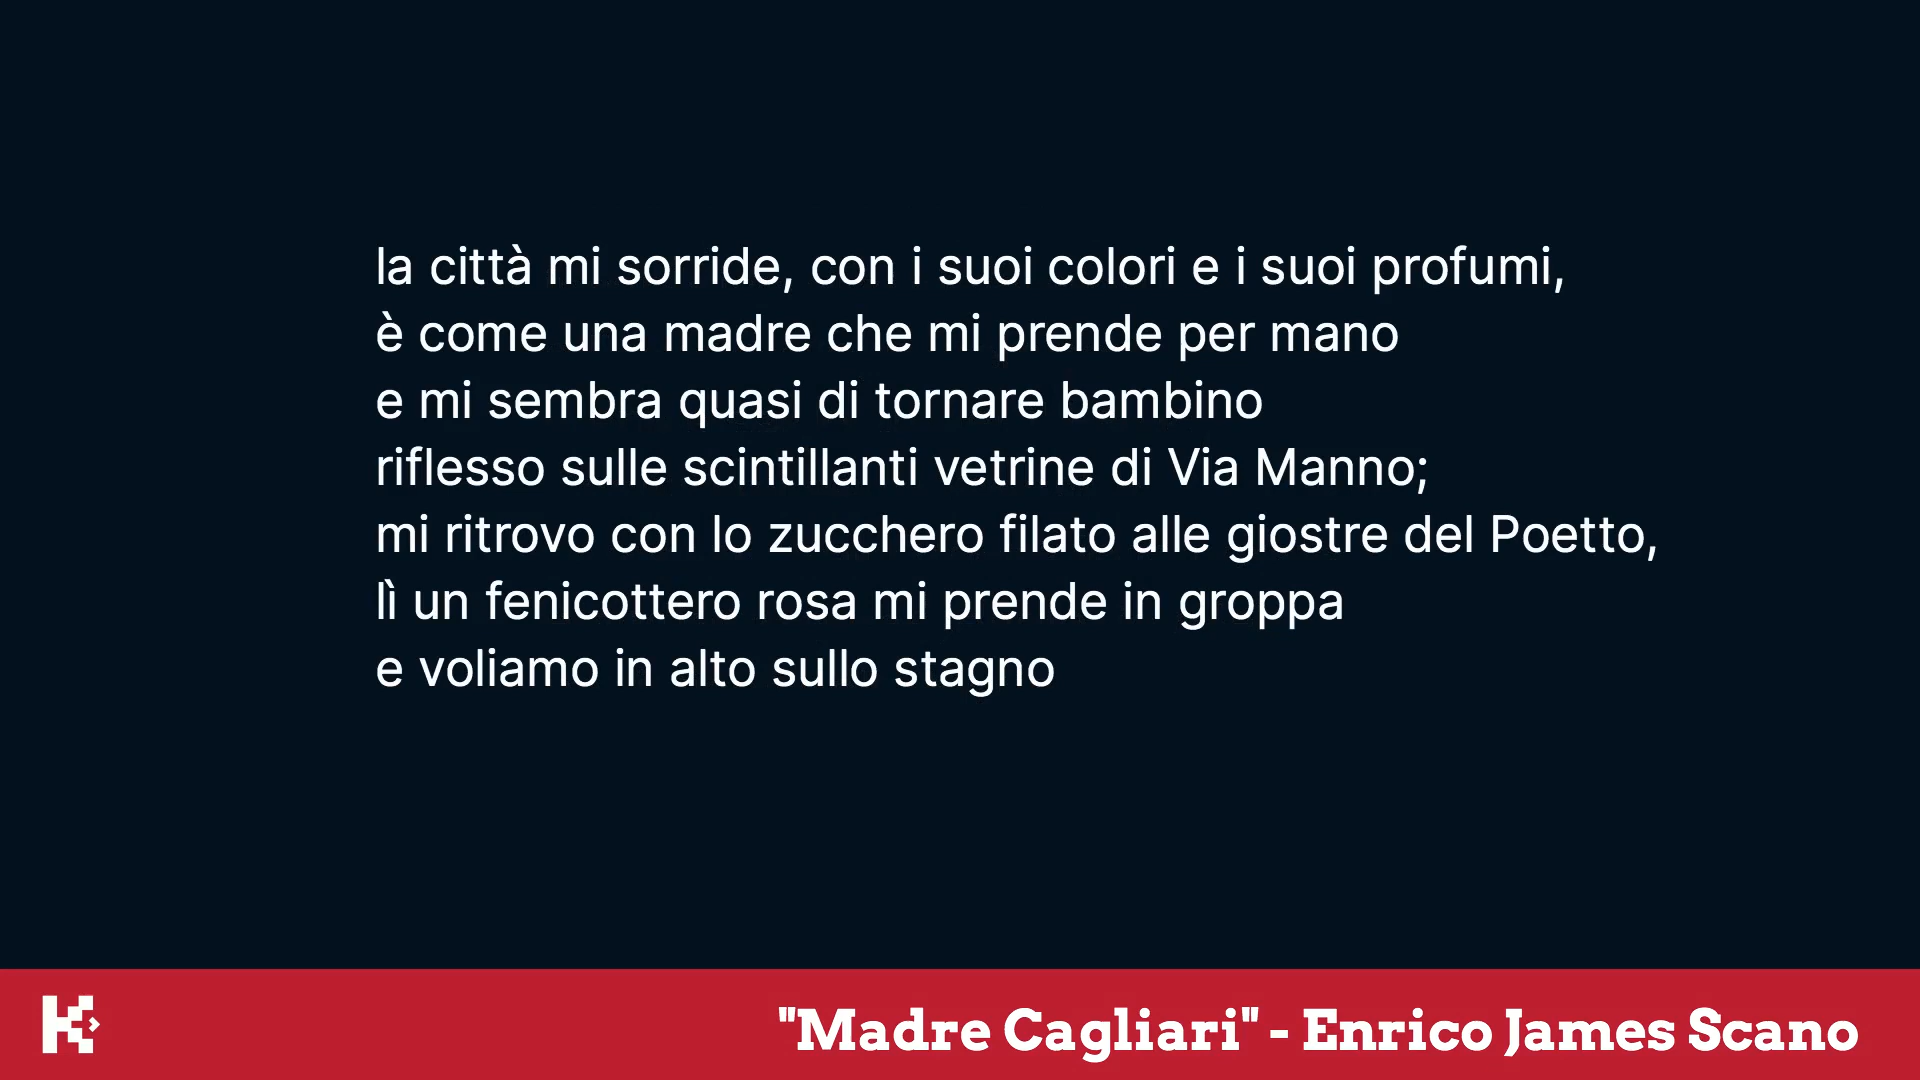 la città mi sorride, con i suoi colori e i suoi profumi,
è come una madre che mi prende per mano
e mi sembra quasi di tornare bambino
riflesso sulle scintillanti vetrine di Via Manno;
mi ritrovo con lo zucchero filato alle giostre del Poetto,
lì un fenicottero rosa mi prende in groppa
e voliamo in alto sullo stagno
"Madre Cagliari" - Enrico James Scano